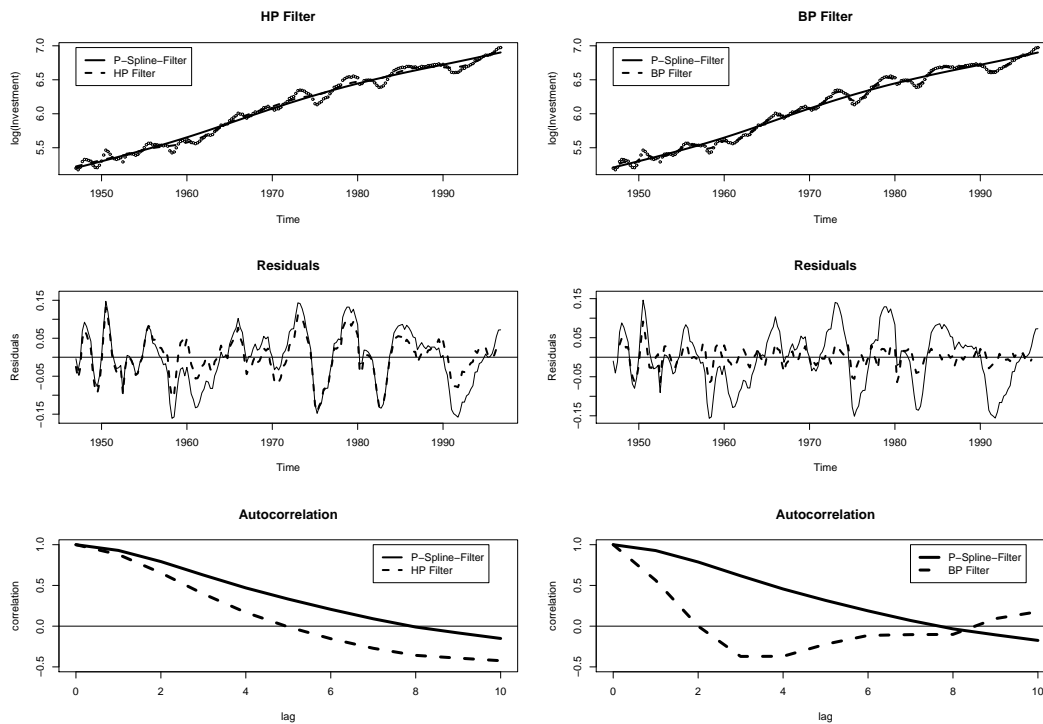 HP Filter
log(Investment)
7.0
6.5
6.0
5.5
P−Spline−Filter
HP Filter
1950 1960 1970 1980 1990
Time
BP Filter
log(Investment)
7.0
6.5
6.0
5.5
P−Spline−Filter
BP Filter
1950 1960 1970 1980 1990
Time
Residuals
Residuals
0.15
0.05
−0.05
−0.15
1950 1960 1970 1980 1990
Time
Residuals
Residuals
0.15
0.05
−0.05
−0.15
1950 1960 1970 1980 1990
Time
Autocorrelation
correlation
1.0
0.5
0.0
−0.5
P−Spline−Filter
HP Filter
0 2 4 6 8 10
lag
Autocorrelation
correlation
1.0
0.5
0.0
−0.5
P−Spline−Filter
BP Filter
0 2 4 6 8 10
lag